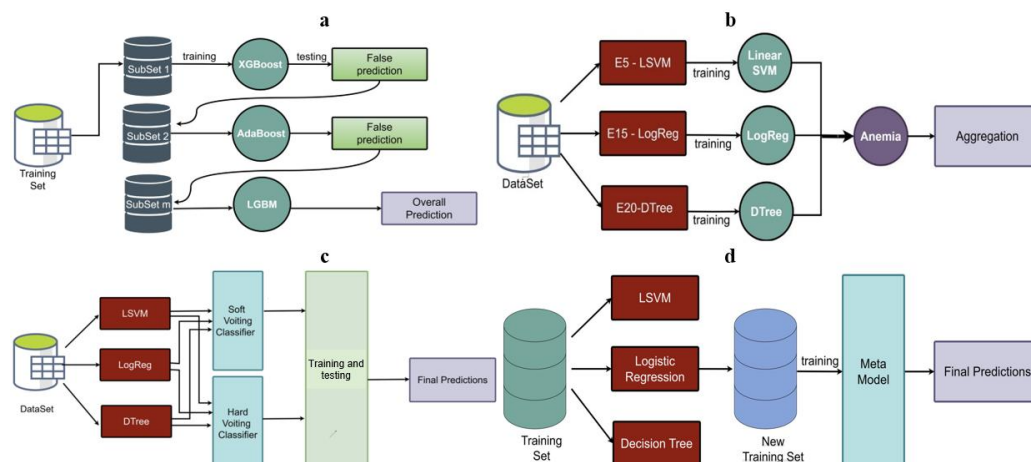 a
SubSet 1
training
XGBoost
testing
False
prediction
Training
Set
SubSet 2
AdaBoost
False
prediction
SubSet m
LGBM
Overall
Prediction
b
DataSet
E5 - LSVM
training
Linear
SVM
E15 - LogReg
training
LogReg
E20-DTree
training
DTree
Anemia
Aggregation
c
DataSet
LSVM
LogReg
DTree
Soft
Voiting
Classifier
Hard
Voiting
Classifier
Training and
testing
Final Predictions
d
Training
Set
LSVM
Logistic
Regression
Decision Tree
New
Training Set
training
Meta
Model
Final Predictions